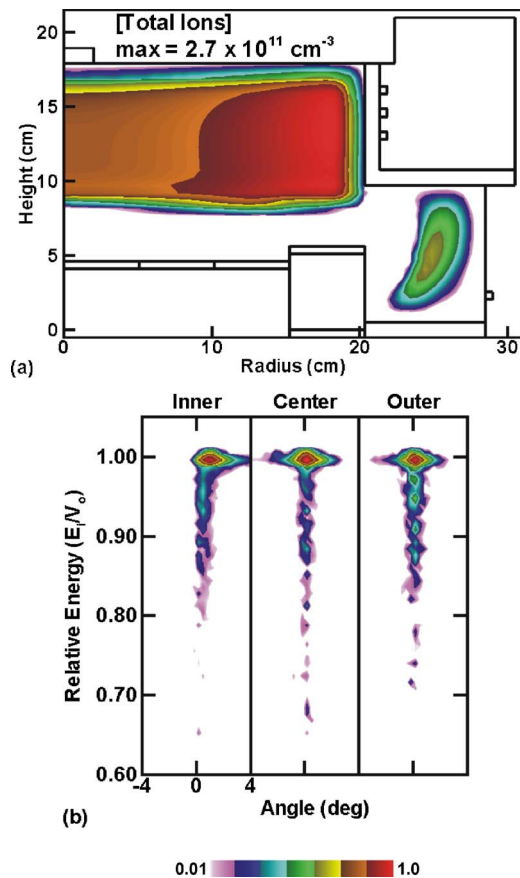 [Total Ions]
max = 2.7 x 10¹¹ cm⁻³
20
15
10
5
0
Height (cm)
0 10 20 30
Radius (cm)
(a)
Inner Center Outer
1.00
0.90
0.80
0.70
0.60
Relative Energy (Eᵢ/Vₒ)
-4 0 4
Angle (deg)
(b)
0.01 1.0